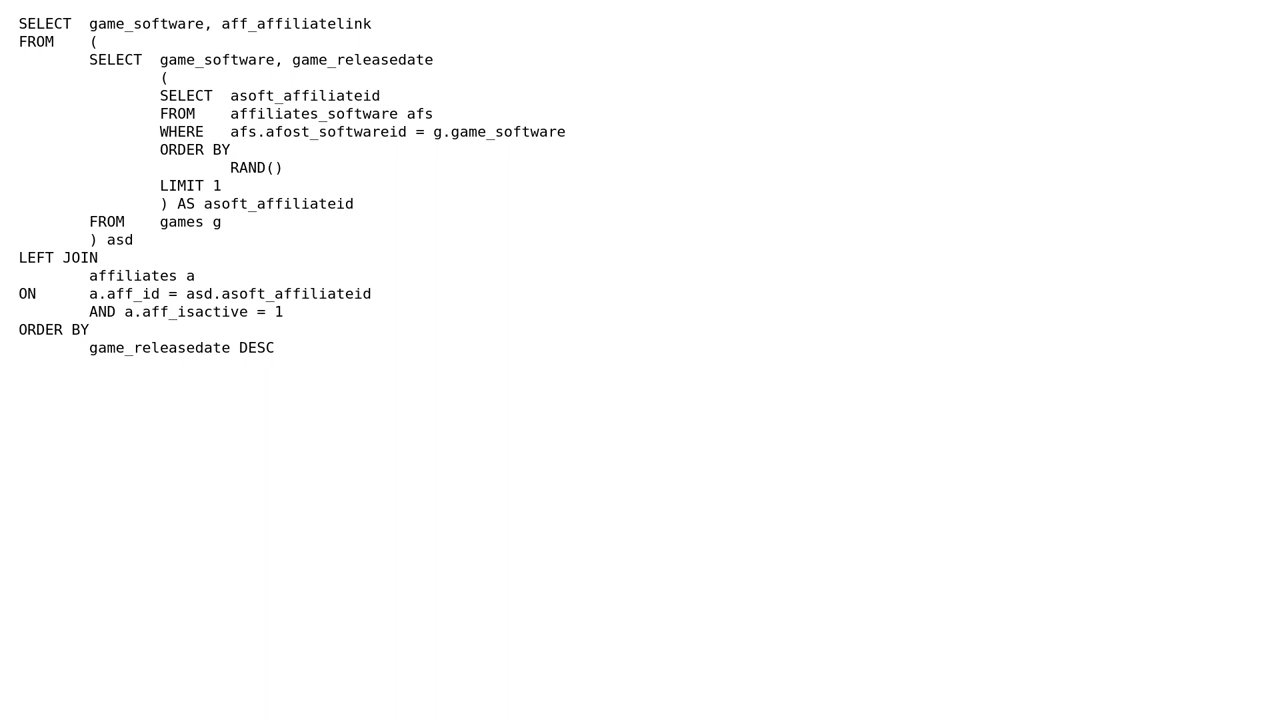 SELECT  game_software, aff_affiliatelink
FROM    (
        SELECT  game_software, game_releasedate
                (
                SELECT  asoft_affiliateid
                FROM    affiliates_software afs
                WHERE   afs.afost_softwareid = g.game_software
                ORDER BY
                        RAND()
                LIMIT 1
                ) AS asoft_affiliateid
        FROM    games g
        ) asd
LEFT JOIN
        affiliates a
ON      a.aff_id = asd.asoft_affiliateid
        AND a.aff_isactive = 1
ORDER BY
        game_releasedate DESC